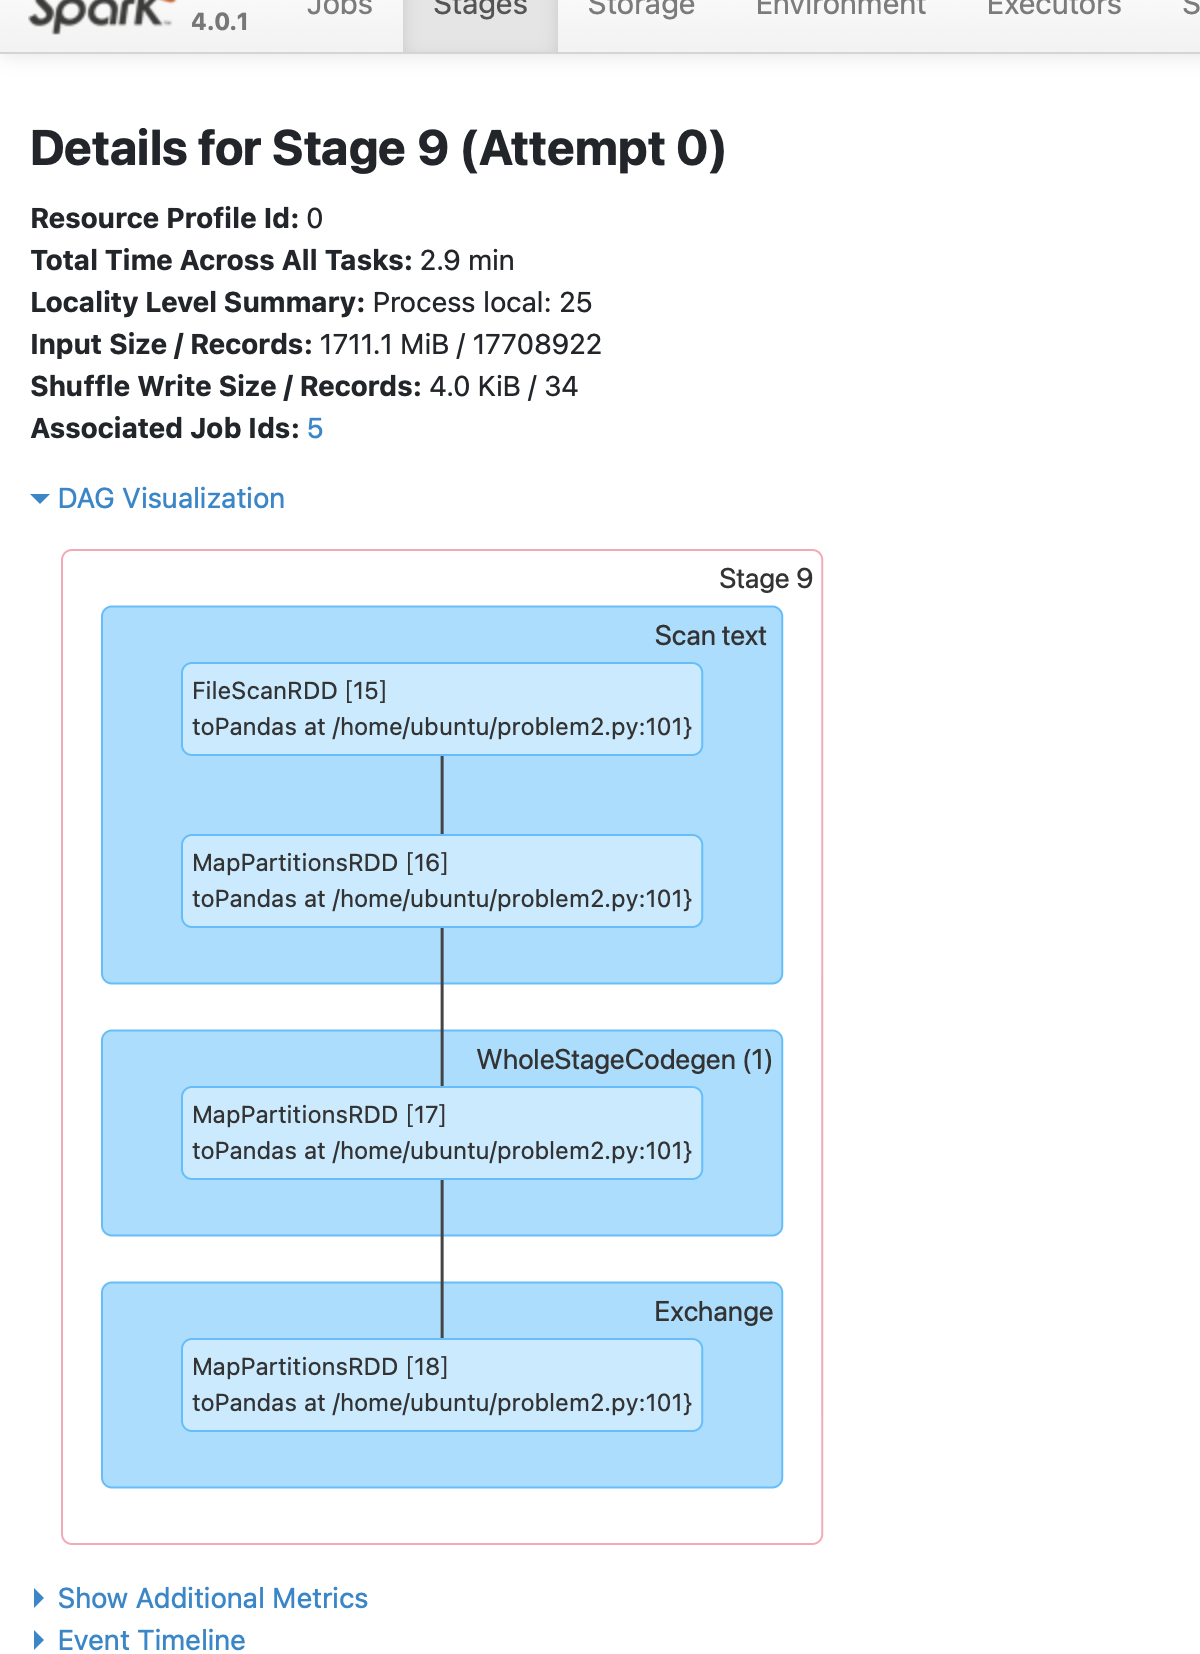 Spark 4.0.1 Jobs Stages Storage Environment Executors
Details for Stage 9 (Attempt 0)
Resource Profile Id: 0
Total Time Across All Tasks: 2.9 min
Locality Level Summary: Process local: 25
Input Size / Records: 1711.1 MiB / 17708922
Shuffle Write Size / Records: 4.0 KiB / 34
Associated Job Ids: 5
DAG Visualization
Stage 9
Scan text
FileScanRDD [15]
toPandas at /home/ubuntu/problem2.py:101}
MapPartitionsRDD [16]
toPandas at /home/ubuntu/problem2.py:101}
WholeStageCodegen (1)
MapPartitionsRDD [17]
toPandas at /home/ubuntu/problem2.py:101}
Exchange
MapPartitionsRDD [18]
toPandas at /home/ubuntu/problem2.py:101}
Show Additional Metrics
Event Timeline